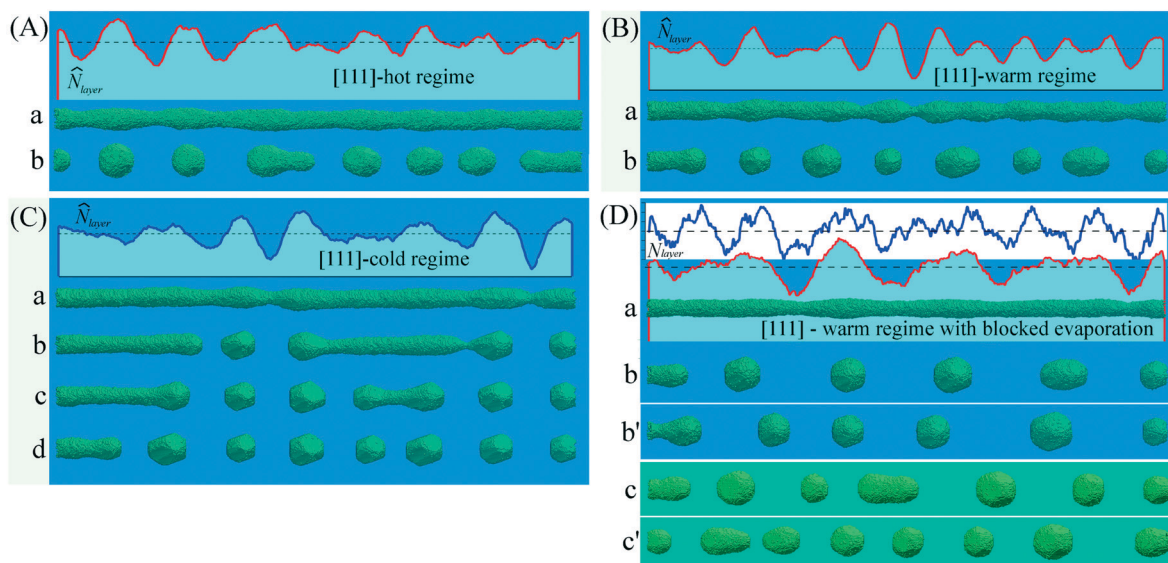 (A)
N̂layer
[111]-hot regime
a
b
(B)
N̂layer
[111]-warm regime
a
b
(C)
N̂layer
[111]-cold regime
a
b
c
d
(D)
Nlayer
a
[111] - warm regime with blocked evaporation
b
b'
c
c'